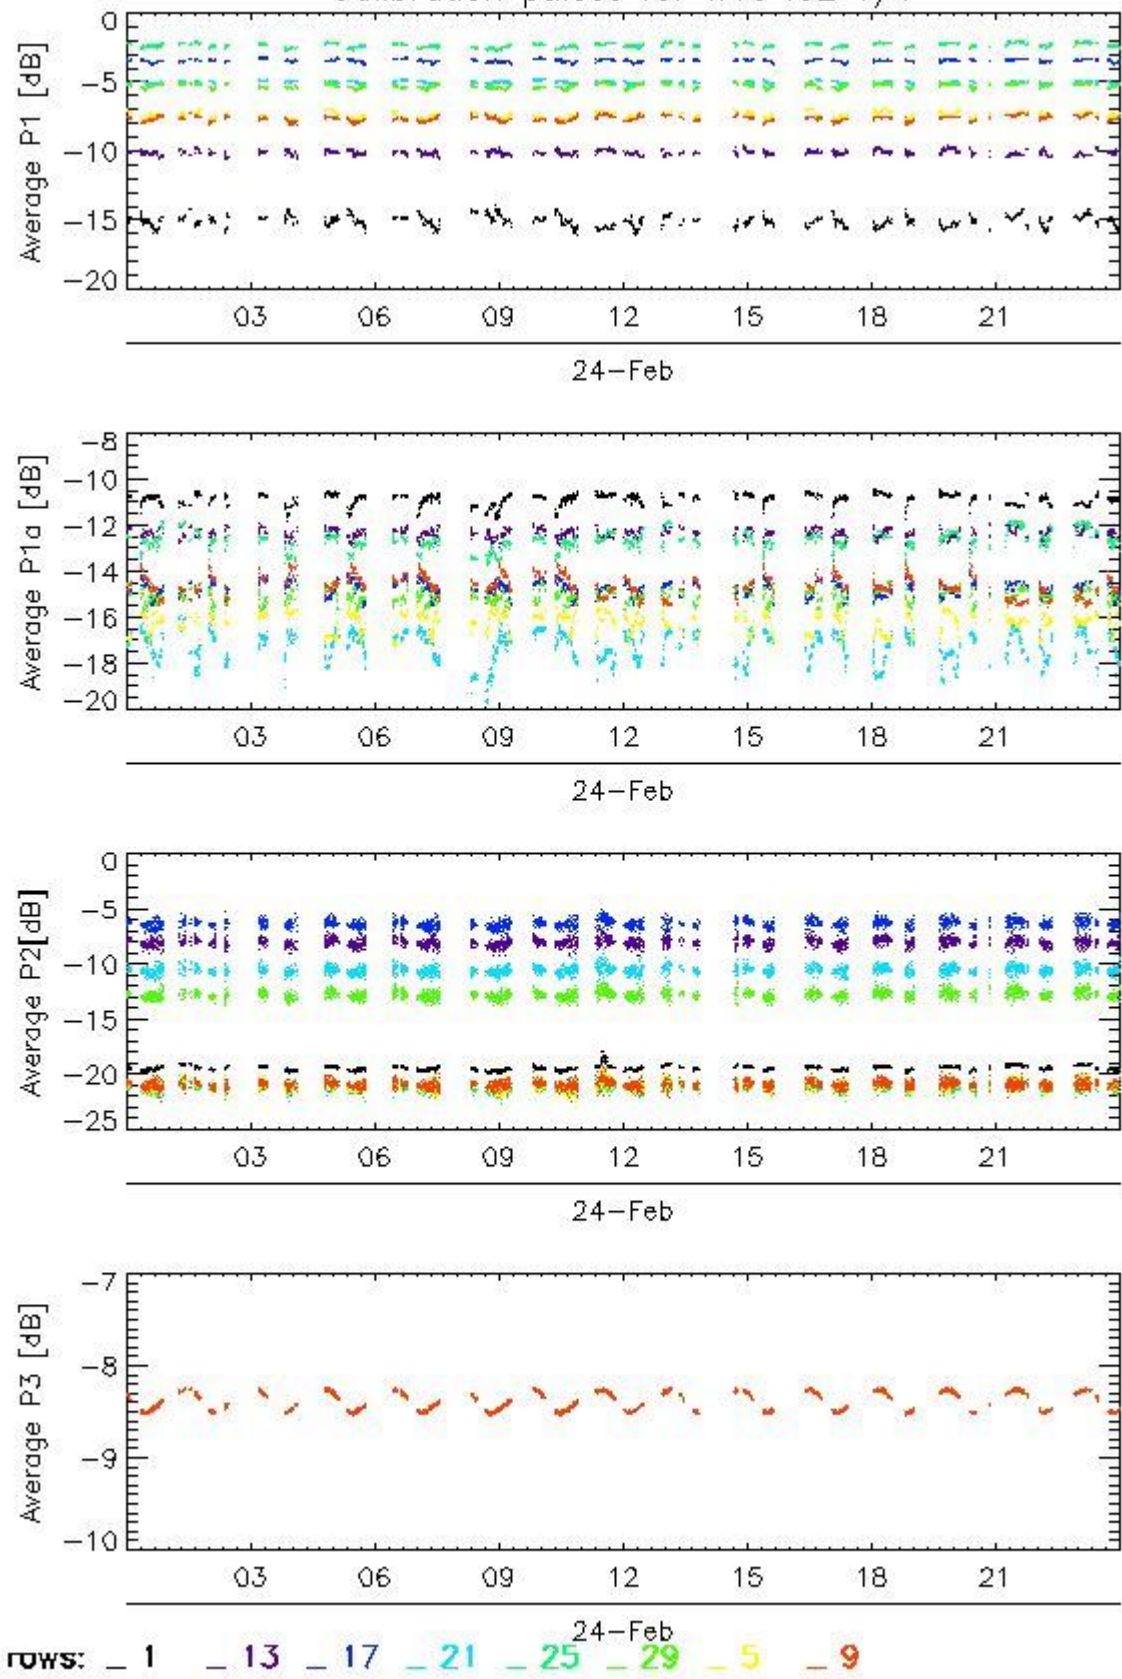 0
−5
−10
−15
−20
Average P1 [dB]
03 06 09 12 15 18 21
24−Feb
−8
−10
−12
−14
−16
−18
−20
Average P1a [dB]
03 06 09 12 15 18 21
24−Feb
0
−5
−10
−15
−20
−25
Average P2[dB]
03 06 09 12 15 18 21
24−Feb
−7
−8
−9
−10
Average P3 [dB]
03 06 09 12 15 18 21
24−Feb
rows: _ 1 _ 13 _ 17 _ 21 _ 25 _ 29 _ 5 _ 9